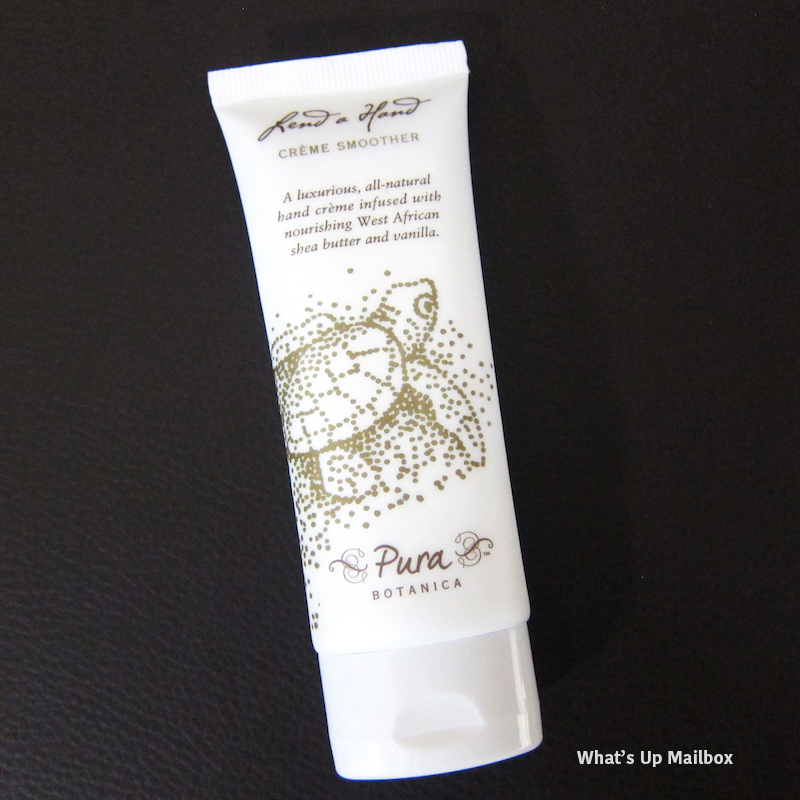 Lend a Hand
CRÈME SMOOTHER
A luxurious, all-natural
hand crème infused with
nourishing West African
shea butter and vanilla.
Pura ™
BOTANICA
What's Up Mailbox